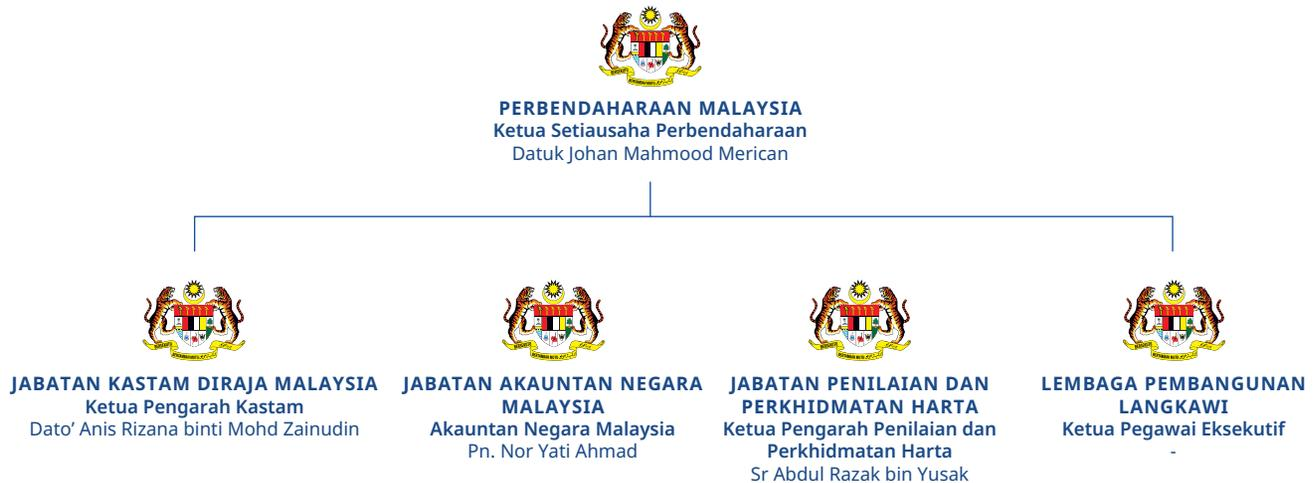 PERBENDAHARAAN MALAYSIA
Ketua Setiausaha Perbendaharaan
Datuk Johan Mahmood Merican
JABATAN KASTAM DIRAJA MALAYSIA
Ketua Pengarah Kastam
Dato’ Anis Rizana binti Mohd Zainudin
JABATAN AKAUNTAN NEGARA
MALAYSIA
Akauntan Negara Malaysia
Pn. Nor Yati Ahmad
JABATAN PENILAIAN DAN
PERKHIDMATAN HARTA
Ketua Pengarah Penilaian dan
Perkhidmatan Harta
Sr Abdul Razak bin Yusak
LEMBAGA PEMBANGUNAN
LANGKAWI
Ketua Pegawai Eksekutif
-